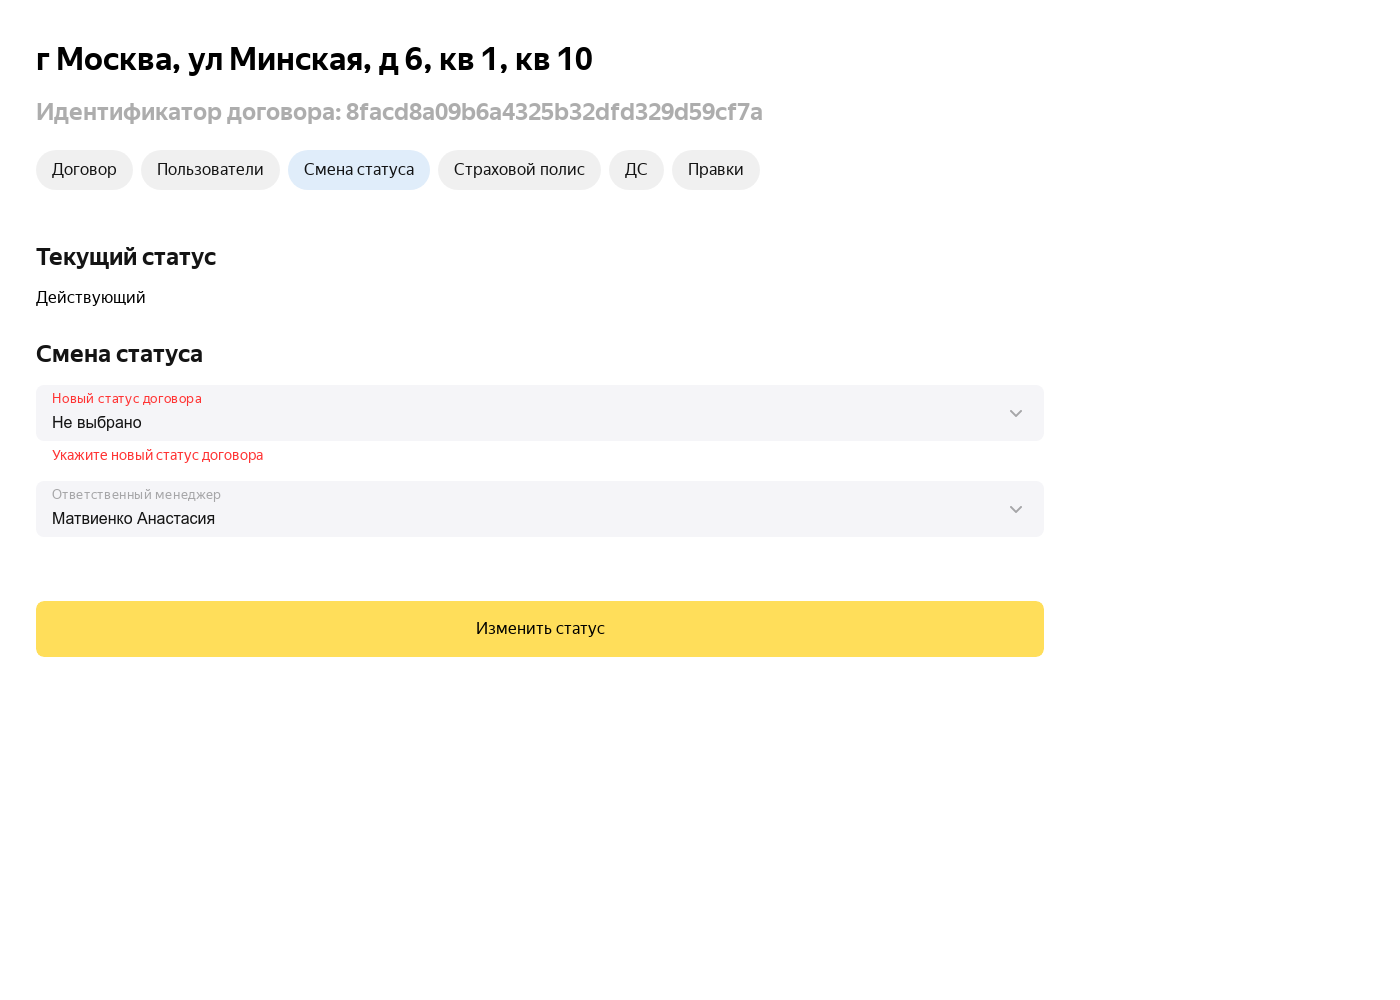 г Москва, ул Минская, д 6, кв 1, кв 10
Идентификатор договора: 8facd8a09b6a4325b32dfd329d59cf7a
Договор Пользователи Смена статуса Страховой полис ДС Правки
Текущий статус
Действующий
Смена статуса
Новый статус договора
Не выбрано
Укажите новый статус договора
Ответственный менеджер
Матвиенко Анастасия
Изменить статус